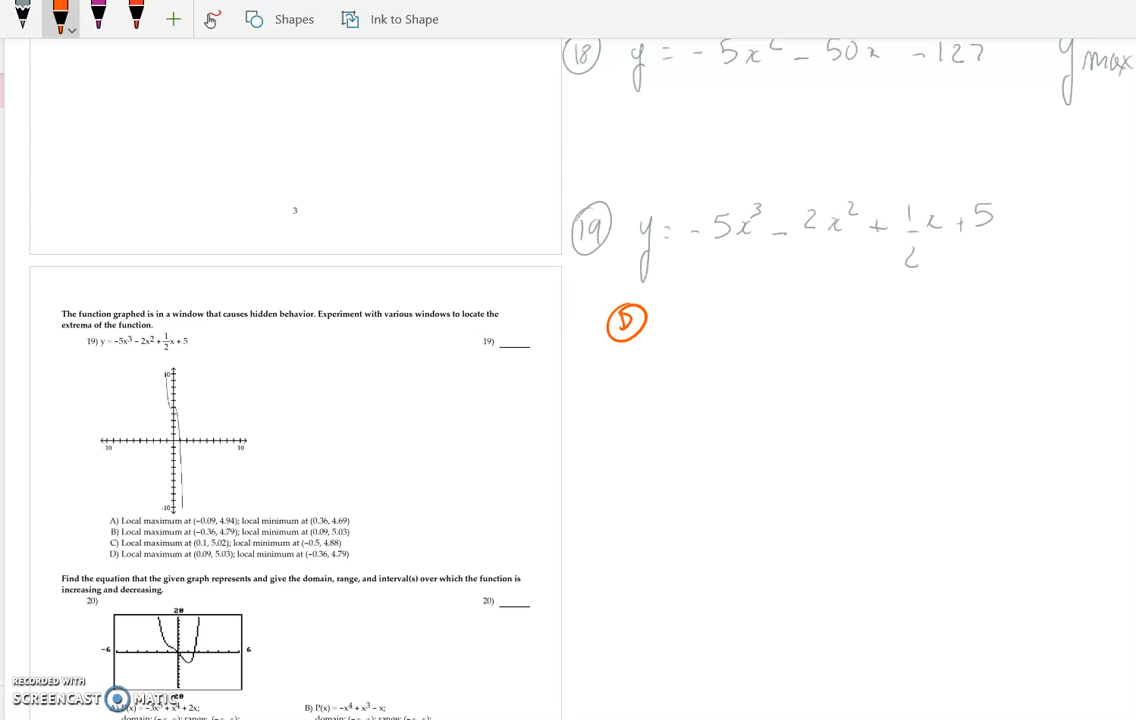 Shapes
Ink to Shape
18 y = - 5x² - 50x - 127 y max
3
19 y = - 5x³ - 2x² + 1/2 x + 5
D
The function graphed is in a window that causes hidden behavior. Experiment with various windows to locate the
extrema of the function.
19) y = -5x³ - 2x² + 1/2 x + 5 19) ____
10
-10 10
-10
A) Local maximum at (-0.09, 4.94); local minimum at (0.36, 4.69)
B) Local maximum at (-0.36, 4.79); local minimum at (0.09, 5.03)
C) Local maximum at (0.1, 5.02); local minimum at (-0.5, 4.88)
D) Local maximum at (0.09, 5.03); local minimum at (-0.36, 4.79)
Find the equation that the given graph represents and give the domain, range, and interval(s) over which the function is
increasing and decreasing.
20) 20) ____
20
-6 6
-20
RECORDED WITH
SCREENCAST MATIC
B) P(x) = -x⁴ + x³ - x;